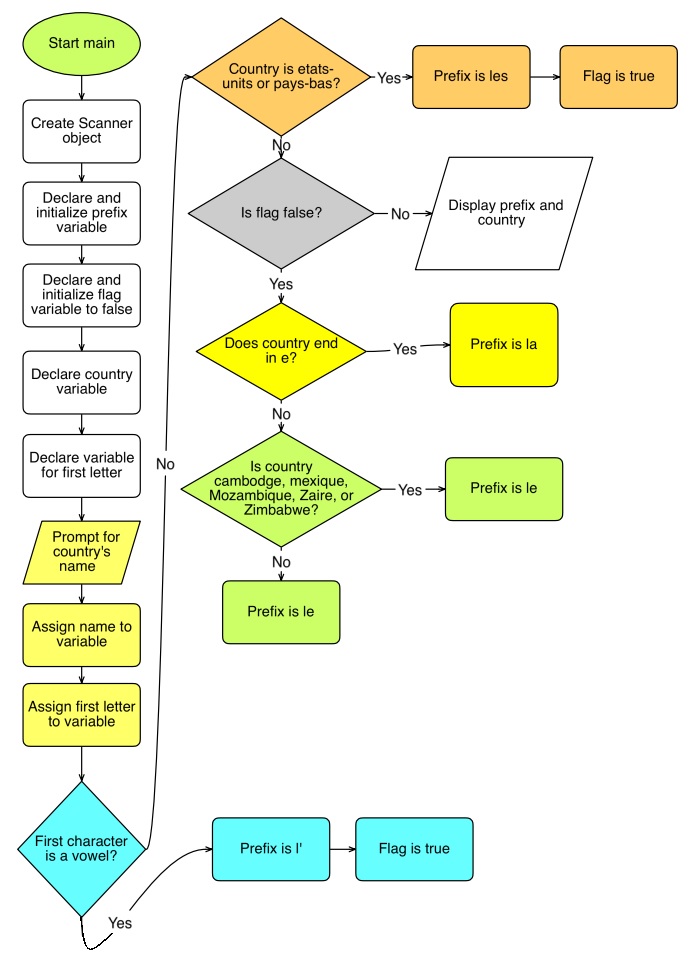 Start main
Create Scanner
object
Declare and
initialize prefix
variable
Declare and
initialize flag
variable to false
Declare country
variable
Declare variable
for first letter
Prompt for
country's
name
Assign name to
variable
Assign first letter
to variable
First character
is a vowel?
Yes
Prefix is l'
Flag is true
No
Country is etats-
units or pays-bas?
Yes
Prefix is les
Flag is true
No
Is flag false?
No
Display prefix and
country
Yes
Does country end
in e?
Yes
Prefix is la
No
Is country
cambodge, mexique,
Mozambique, Zaire, or
Zimbabwe?
Yes
Prefix is le
No
Prefix is le